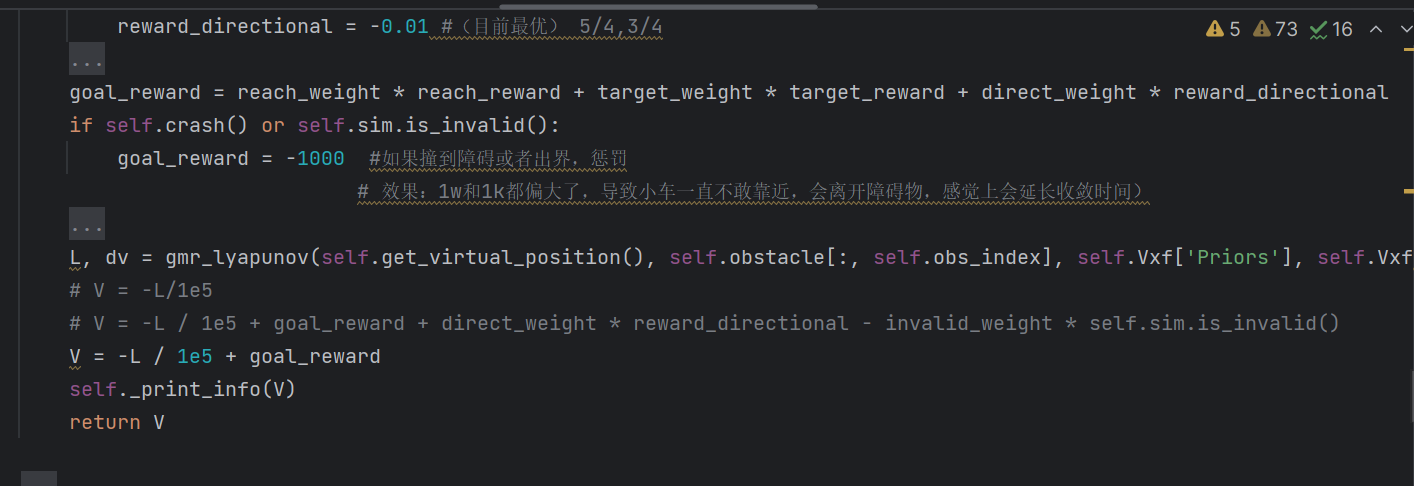 reward_directional = -0.01 #（目前最优） 5/4,3/4
5 73 16
...
goal_reward = reach_weight * reach_reward + target_weight * target_reward + direct_weight * reward_directional
if self.crash() or self.sim.is_invalid():
goal_reward = -1000 #如果撞到障碍或者出界，惩罚
# 效果；1w和1k都偏大了，导致小车一直不敢靠近，会离开障碍物，感觉上会延长收敛时间）
...
L, dv = gmr_lyapunov(self.get_virtual_position(), self.obstacle[:, self.obs_index], self.Vxf['Priors'], self.Vxf
# V = -L/1e5
# V = -L / 1e5 + goal_reward + direct_weight * reward_directional - invalid_weight * self.sim.is_invalid()
V = -L / 1e5 + goal_reward
self._print_info(V)
return V